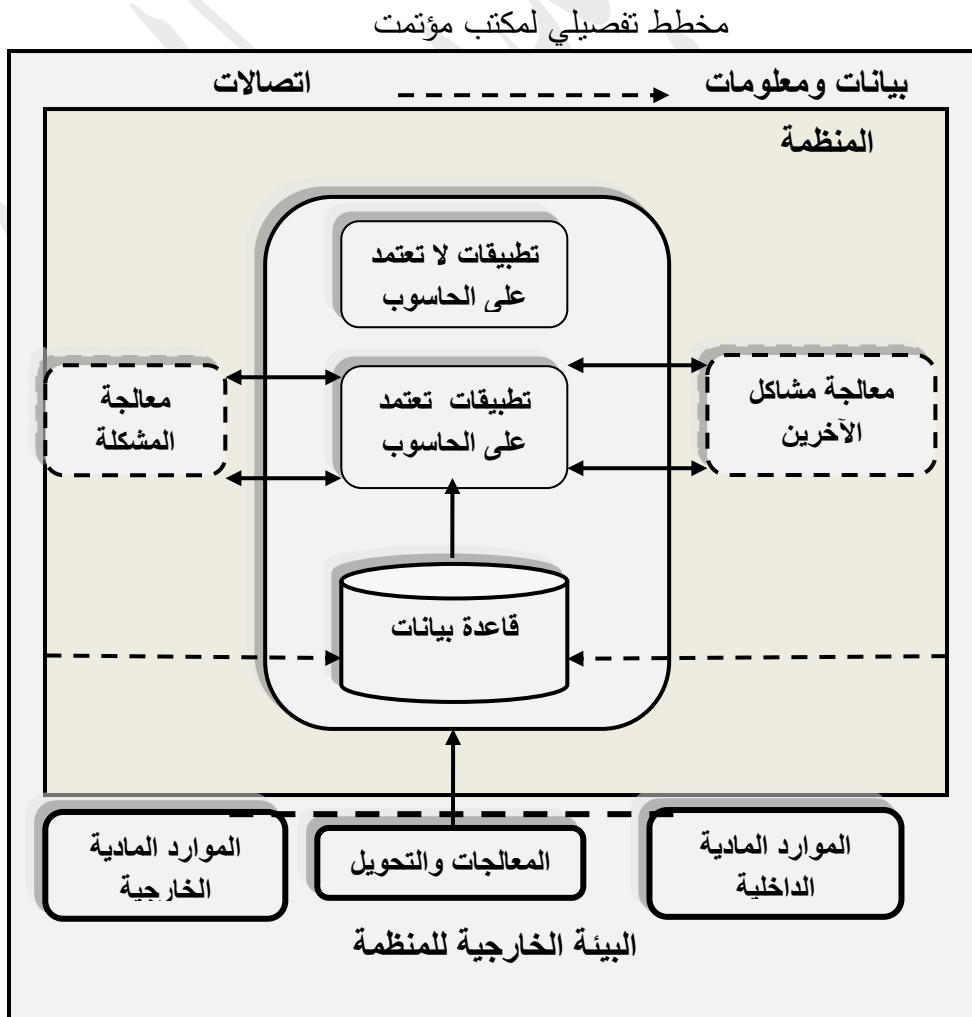 مخطط تفصيلي لمكتب مؤتمت
بيانات ومعلومات
اتصالات
المنظمة
تطبيقات لا تعتمد
على الحاسوب
معالجة مشاكل
الآخرين
تطبيقات تعتمد
على الحاسوب
معالجة
المشكلة
قاعدة بيانات
الموارد المادية
الداخلية
المعالجات والتحويل
الموارد المادية
الخارجية
البيئة الخارجية للمنظمة